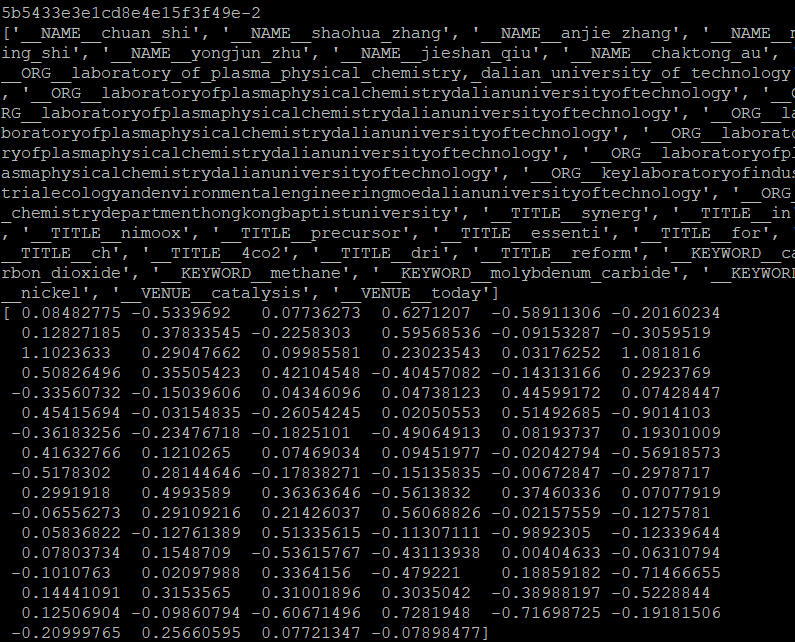 5b5433e3e1cd8e4e15f3f49e-2
['__NAME__chuan_shi', '__NAME__shaohua_zhang', '__NAME__anjie_zhang', '__NAME__n
ing_shi', '__NAME__yongjun_zhu', '__NAME__jieshan_qiu', '__NAME__chaktong_au', '
__ORG__laboratory_of_plasma_physical_chemistry,_dalian_university_of_technology'
, '__ORG__laboratoryofplasmaphysicalchemistrydalianuniversityoftechnology', '__O
RG__laboratoryofplasmaphysicalchemistrydalianuniversityoftechnology', '__ORG__la
boratoryofplasmaphysicalchemistrydalianuniversityoftechnology', '__ORG__laborato
ryofplasmaphysicalchemistrydalianuniversityoftechnology', '__ORG__laboratoryofpl
asmaphysicalchemistrydalianuniversityoftechnology', '__ORG__keylaboratoryofindus
trialecologyandenvironmentalengineeringmoedalianuniversityoftechnology', '__ORG_
_chemistrydepartmenthongkongbaptistuniversity', '__TITLE__synerg', '__TITLE__in'
, '__TITLE__nimoox', '__TITLE__precursor', '__TITLE__essenti', '__TITLE__for', '
__TITLE__ch', '__TITLE__4co2', '__TITLE__dri', '__TITLE__reform', '__KEYWORD__ca
rbon_dioxide', '__KEYWORD__methane', '__KEYWORD__molybdenum_carbide', '__KEYWORD
__nickel', '__VENUE__catalysis', '__VENUE__today']
[ 0.08482775 -0.5339692 0.07736273 0.6271207 -0.58911306 -0.20160234
0.12827185 0.37833545 -0.2258303 0.59568536 -0.09153287 -0.3059519
1.1023633 0.29047662 0.09985581 0.23023543 0.03176252 1.081816
0.50826496 0.35505423 0.42104548 -0.40457082 -0.14313166 0.2923769
-0.33560732 -0.15039606 0.04346096 0.04738123 0.44599172 0.07428447
0.45415694 -0.03154835 -0.26054245 0.02050553 0.51492685 -0.9014103
-0.36183256 -0.23476718 -0.1825101 -0.49064913 0.08193737 0.19301009
0.41632766 0.1210265 0.07469034 0.09451977 -0.02042794 -0.56918573
-0.5178302 0.28144646 -0.17838271 -0.15135835 -0.00672847 -0.2978717
0.2991918 0.4993589 0.36363646 -0.5613832 0.37460336 0.07077919
-0.06556273 0.29109216 0.21426037 0.56068826 -0.02157559 -0.1275781
0.05836822 -0.12761389 0.51335615 -0.11307111 -0.9892305 -0.12339644
0.07803734 0.1548709 -0.53615767 -0.43113938 0.00404633 -0.06310794
-0.1010763 0.02097988 0.3364156 -0.479221 0.18859182 -0.71466655
0.14441091 0.3153565 0.31001896 0.3035042 -0.38988197 -0.5228844
0.12506904 -0.09860794 -0.60671496 0.7281948 -0.71698725 -0.19181506
-0.20999765 0.25660595 0.07721347 -0.07898477]